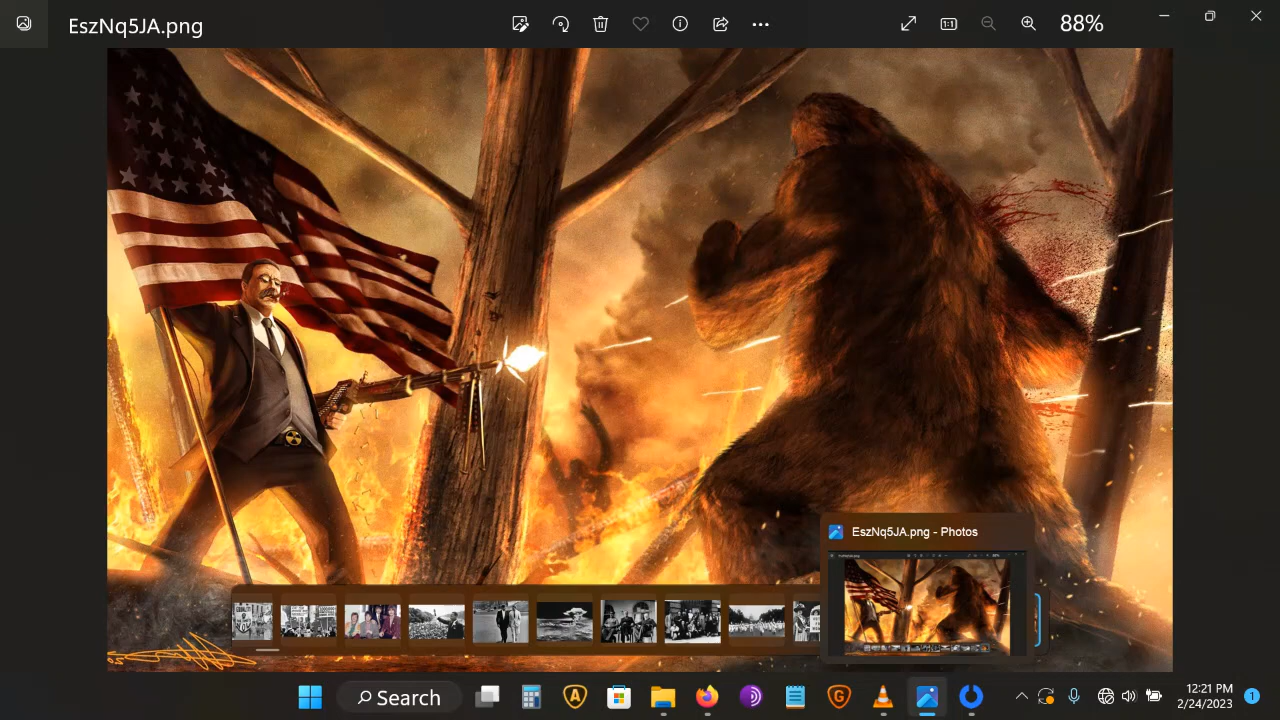 EszNq5JA.png
88%
EszNq5JA.png - Photos
Search
12:21 PM
2/24/2023
1